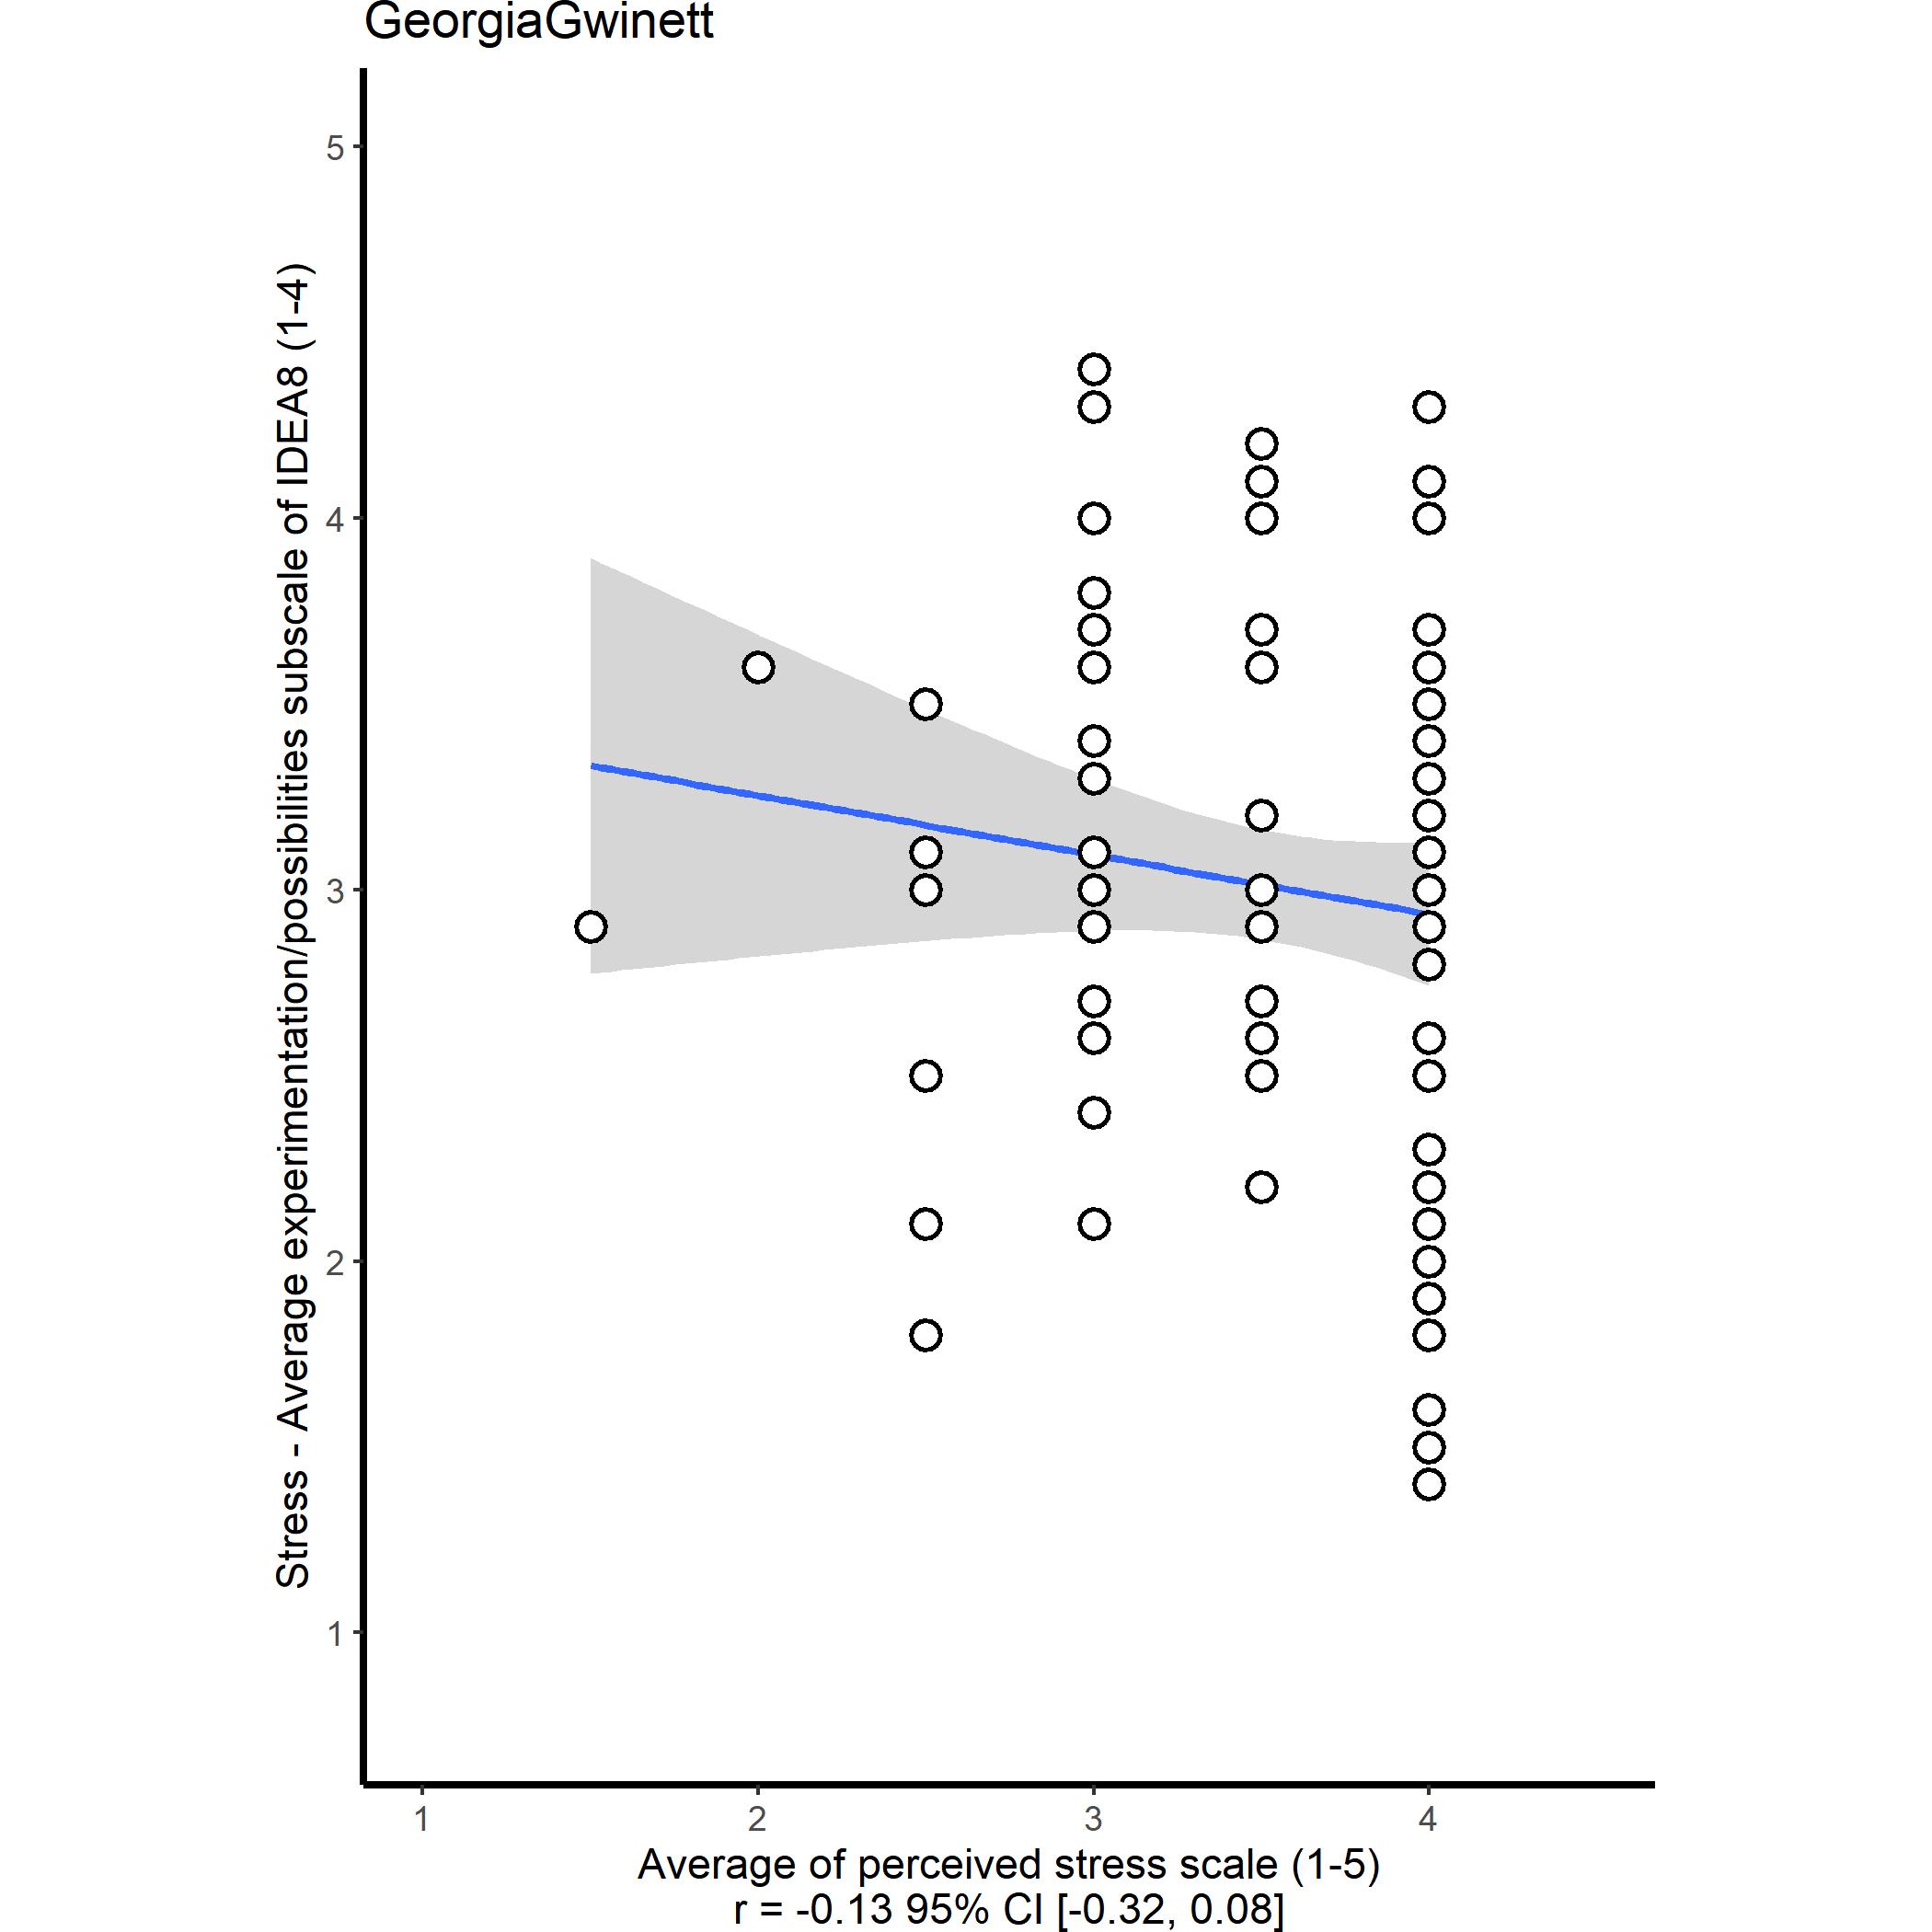 GeorgiaGwinett
Stress - Average experimentation/possibilities subscale of IDEA8 (1-4)
5
4
3
2
1
1 2 3 4
Average of perceived stress scale (1-5)
r = -0.13 95% CI [-0.32, 0.08]